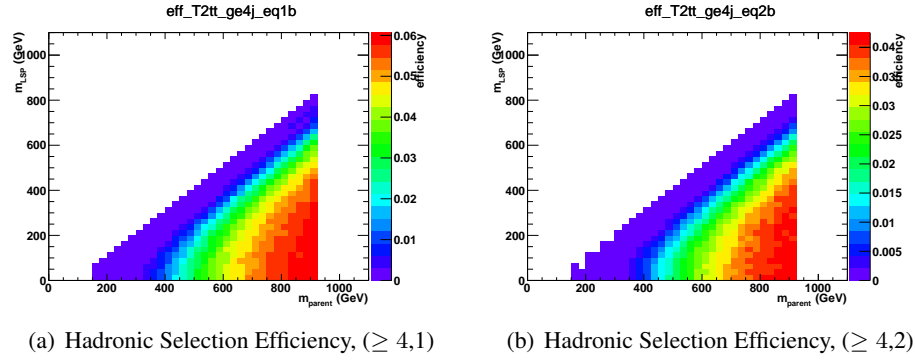 eff_T2tt_ge4j_eq1b
m_LSP (GeV)
1000
800
600
400
200
0
0 200 400 600 800 1000
m_parent (GeV)
0.06
0.05
0.04
0.03
0.02
0.01
0
efficiency
(a) Hadronic Selection Efficiency, (≥ 4,1)
eff_T2tt_ge4j_eq2b
m_LSP (GeV)
1000
800
600
400
200
0
0 200 400 600 800 1000
m_parent (GeV)
0.04
0.035
0.03
0.025
0.02
0.015
0.01
0.005
0
efficiency
(b) Hadronic Selection Efficiency, (≥ 4,2)